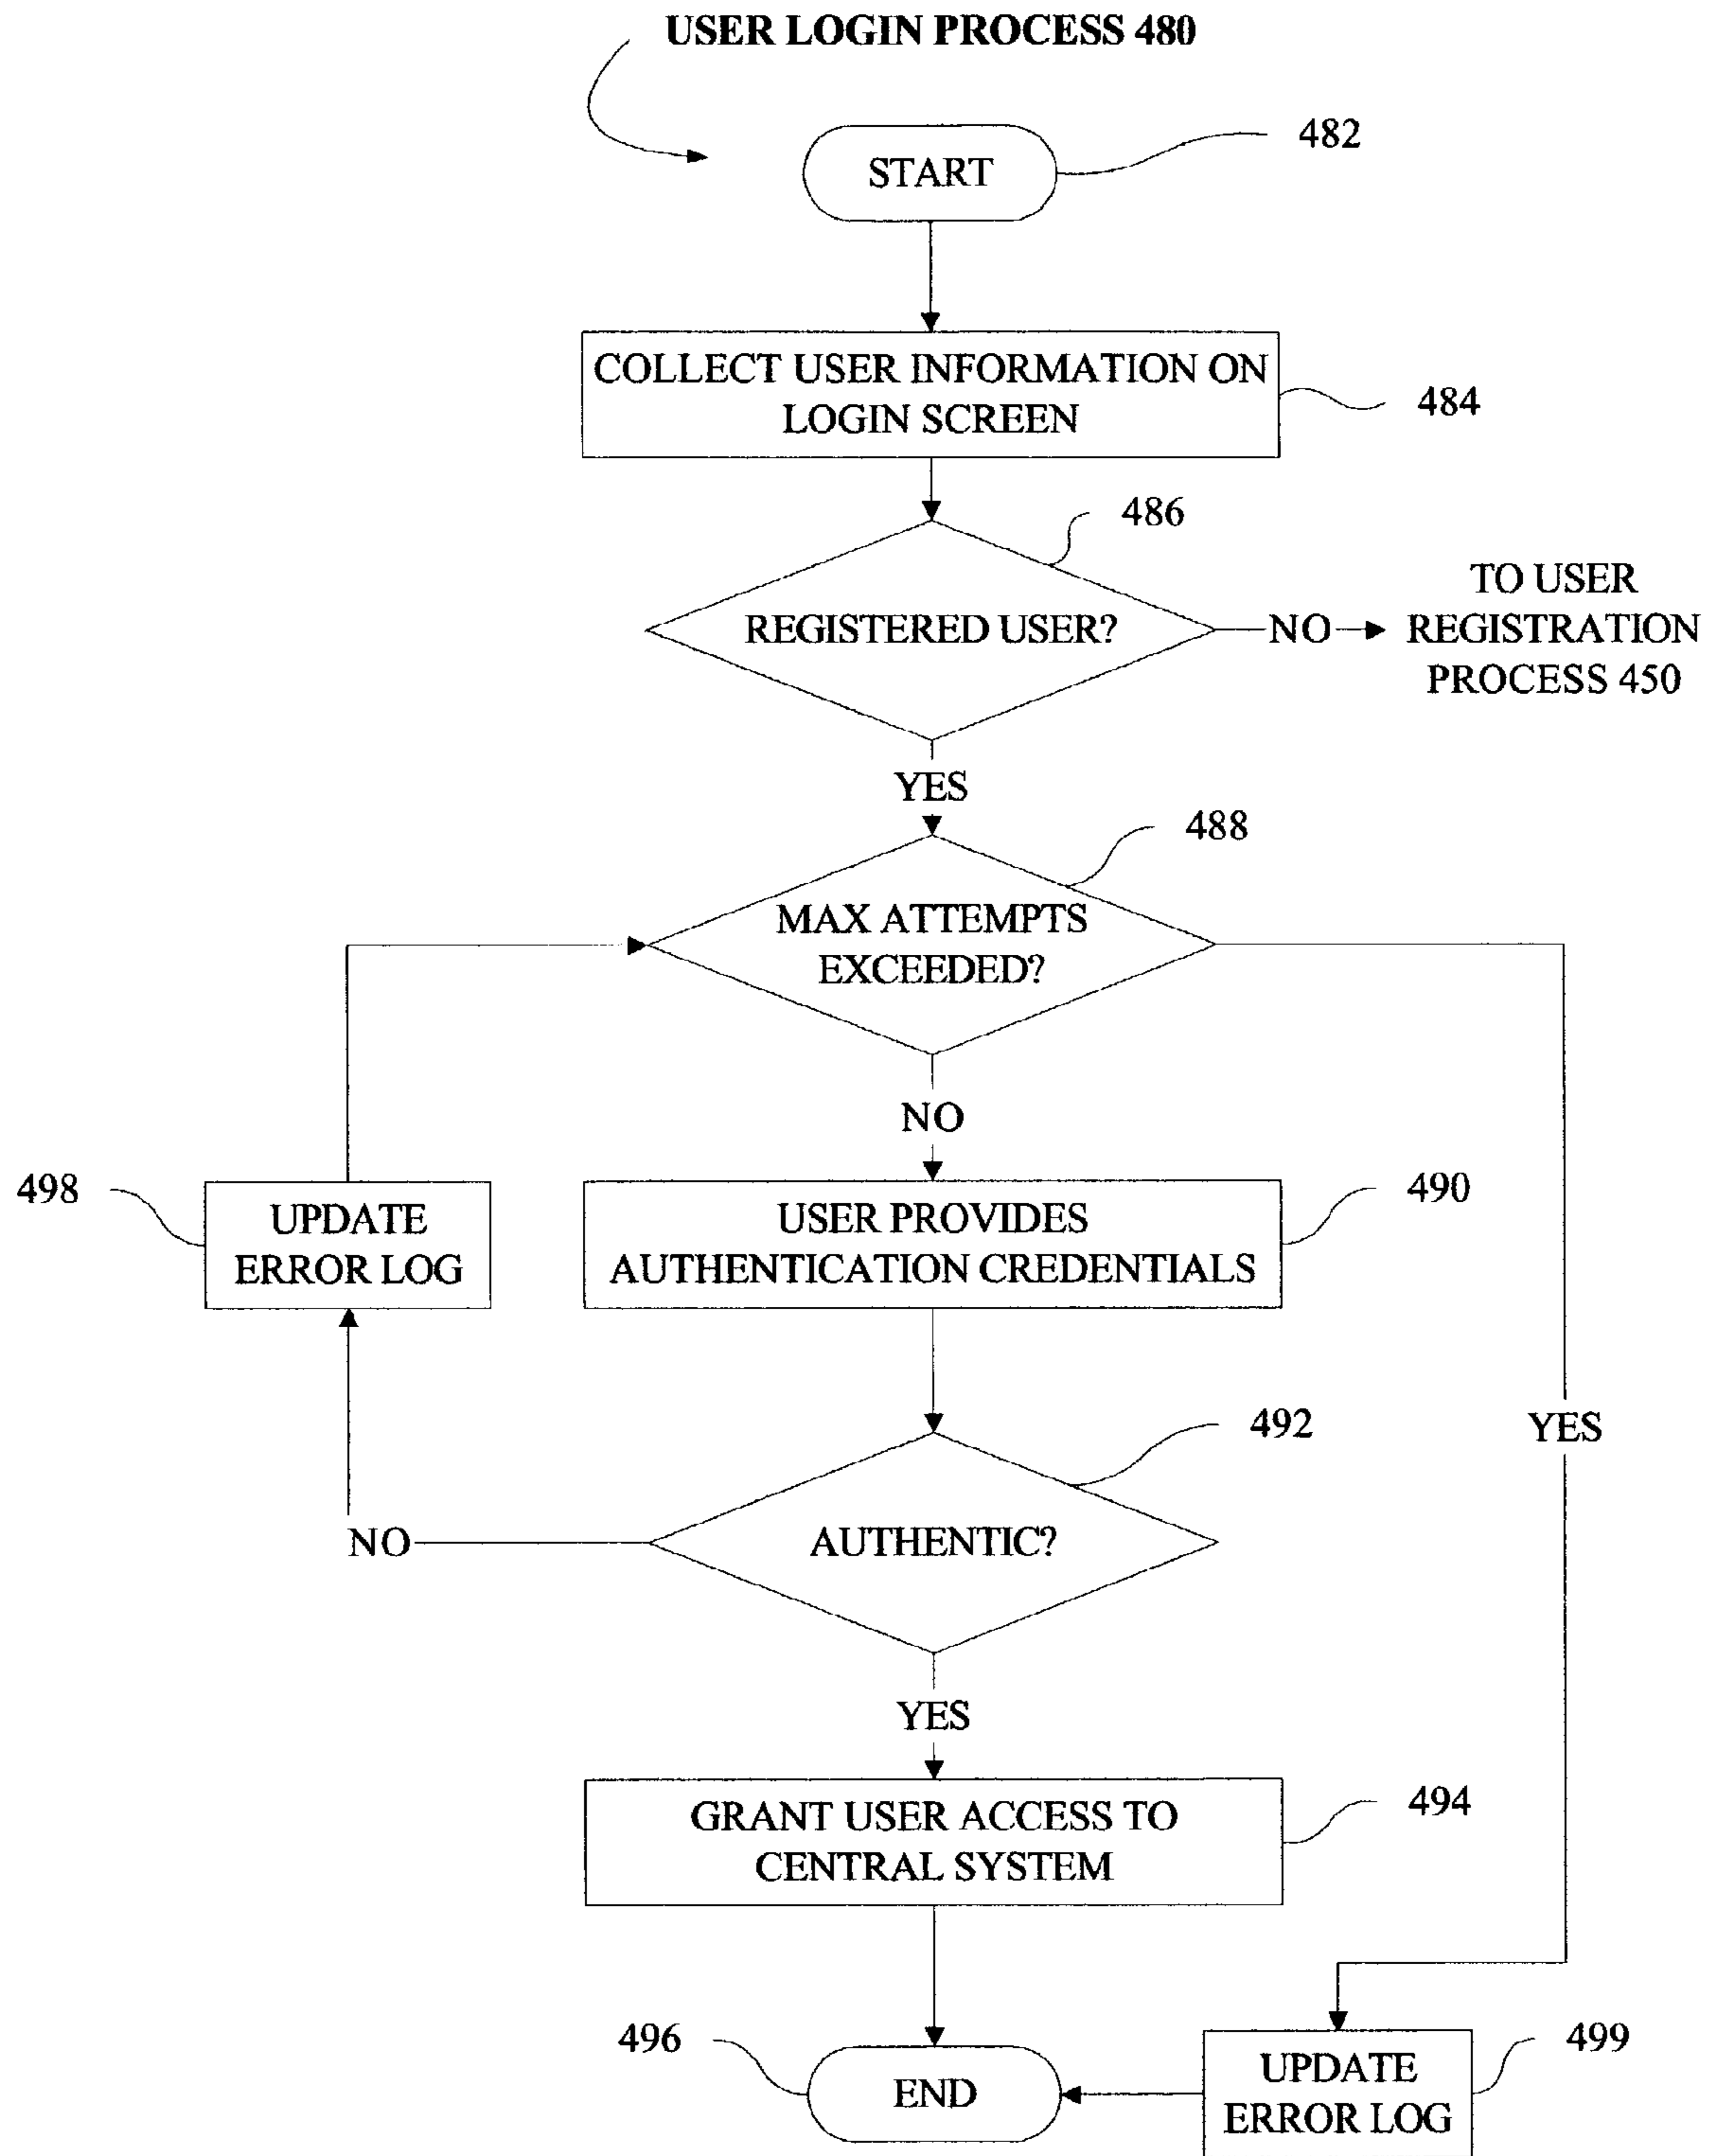 USER LOGIN PROCESS 480
START
482
COLLECT USER INFORMATION ON
LOGIN SCREEN
484
486
REGISTERED USER?
NO
TO USER
REGISTRATION
PROCESS 450
YES
488
MAX ATTEMPTS
EXCEEDED?
NO
498
UPDATE
ERROR LOG
USER PROVIDES
AUTHENTICATION CREDENTIALS
490
492
YES
AUTHENTIC?
NO
YES
GRANT USER ACCESS TO
CENTRAL SYSTEM
494
496
END
UPDATE
ERROR LOG
499